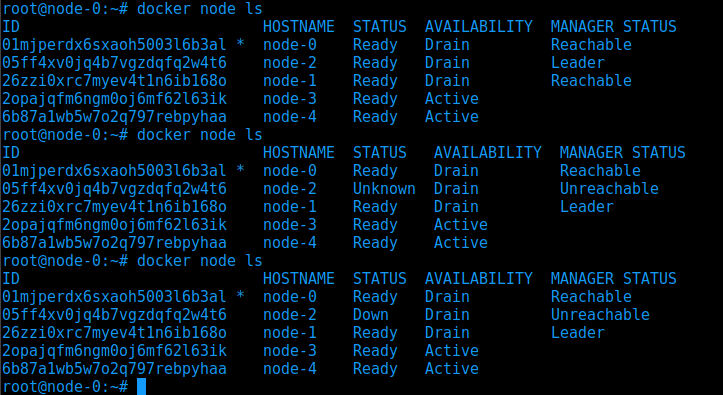 root@node-0:~# docker node ls
ID                           HOSTNAME  STATUS  AVAILABILITY  MANAGER STATUS
01mjperdx6sxaoh5003l6b3al *  node-0    Ready   Drain         Reachable
05ff4xv0jq4b7vgzdqfq2w4t6    node-2    Ready   Drain         Leader
26zzi0xrc7myev4t1n6ib168o    node-1    Ready   Drain         Reachable
2opajqfm6ngm0oj6mf62l63ik    node-3    Ready   Active
6b87a1wb5w7o2q797rebpyhaa    node-4    Ready   Active
root@node-0:~# docker node ls
ID                           HOSTNAME  STATUS   AVAILABILITY  MANAGER STATUS
01mjperdx6sxaoh5003l6b3al *  node-0    Ready    Drain         Reachable
05ff4xv0jq4b7vgzdqfq2w4t6    node-2    Unknown  Drain         Unreachable
26zzi0xrc7myev4t1n6ib168o    node-1    Ready    Drain         Leader
2opajqfm6ngm0oj6mf62l63ik    node-3    Ready    Active
6b87a1wb5w7o2q797rebpyhaa    node-4    Ready    Active
root@node-0:~# docker node ls
ID                           HOSTNAME  STATUS  AVAILABILITY  MANAGER STATUS
01mjperdx6sxaoh5003l6b3al *  node-0    Ready   Drain         Reachable
05ff4xv0jq4b7vgzdqfq2w4t6    node-2    Down    Drain         Unreachable
26zzi0xrc7myev4t1n6ib168o    node-1    Ready   Drain         Leader
2opajqfm6ngm0oj6mf62l63ik    node-3    Ready   Active
6b87a1wb5w7o2q797rebpyhaa    node-4    Ready   Active
root@node-0:~#